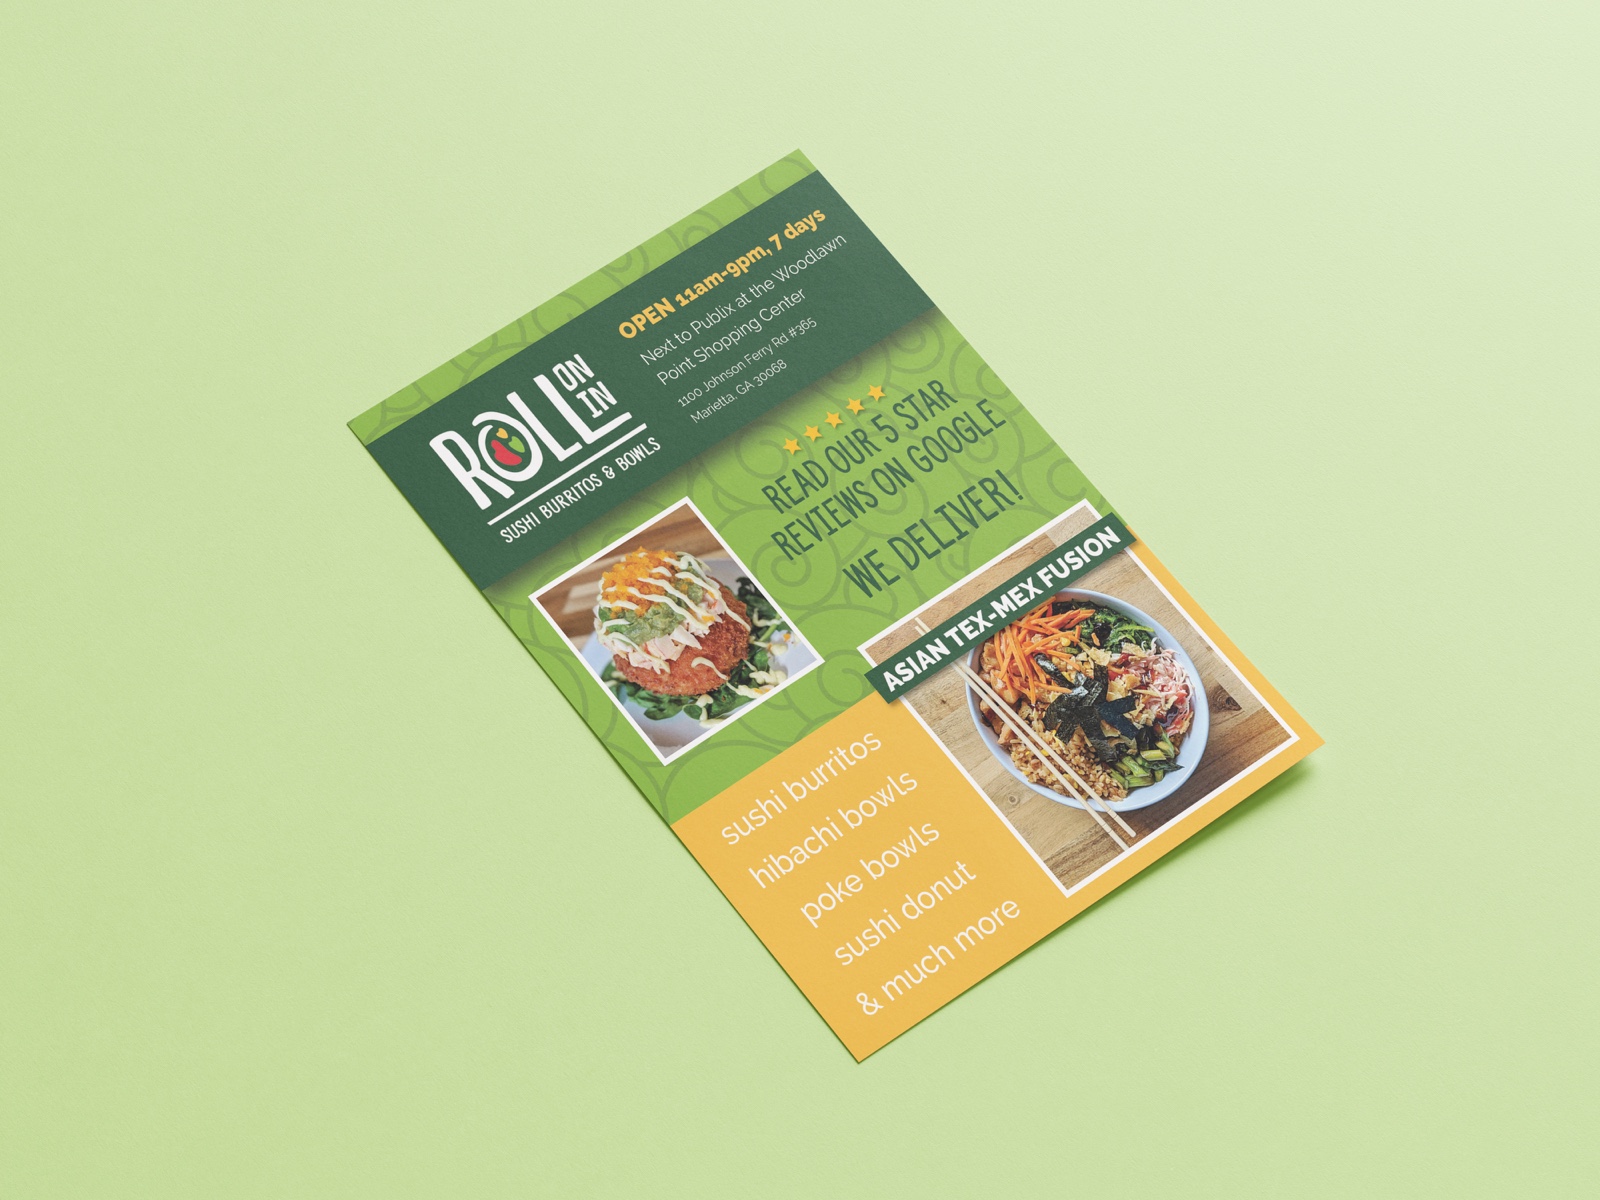 ROLL ON IN
SUSHI BURRITOS & BOWLS
OPEN 11am-9pm, 7 days
Next to Publix at the Woodlawn
Point Shopping Center
1100 Johnson Ferry Rd #365
Marietta, GA 30068
READ OUR 5 STAR
REVIEWS ON GOOGLE
WE DELIVER!
ASIAN TEX-MEX FUSION
sushi burritos
hibachi bowls
poke bowls
sushi donut
& much more